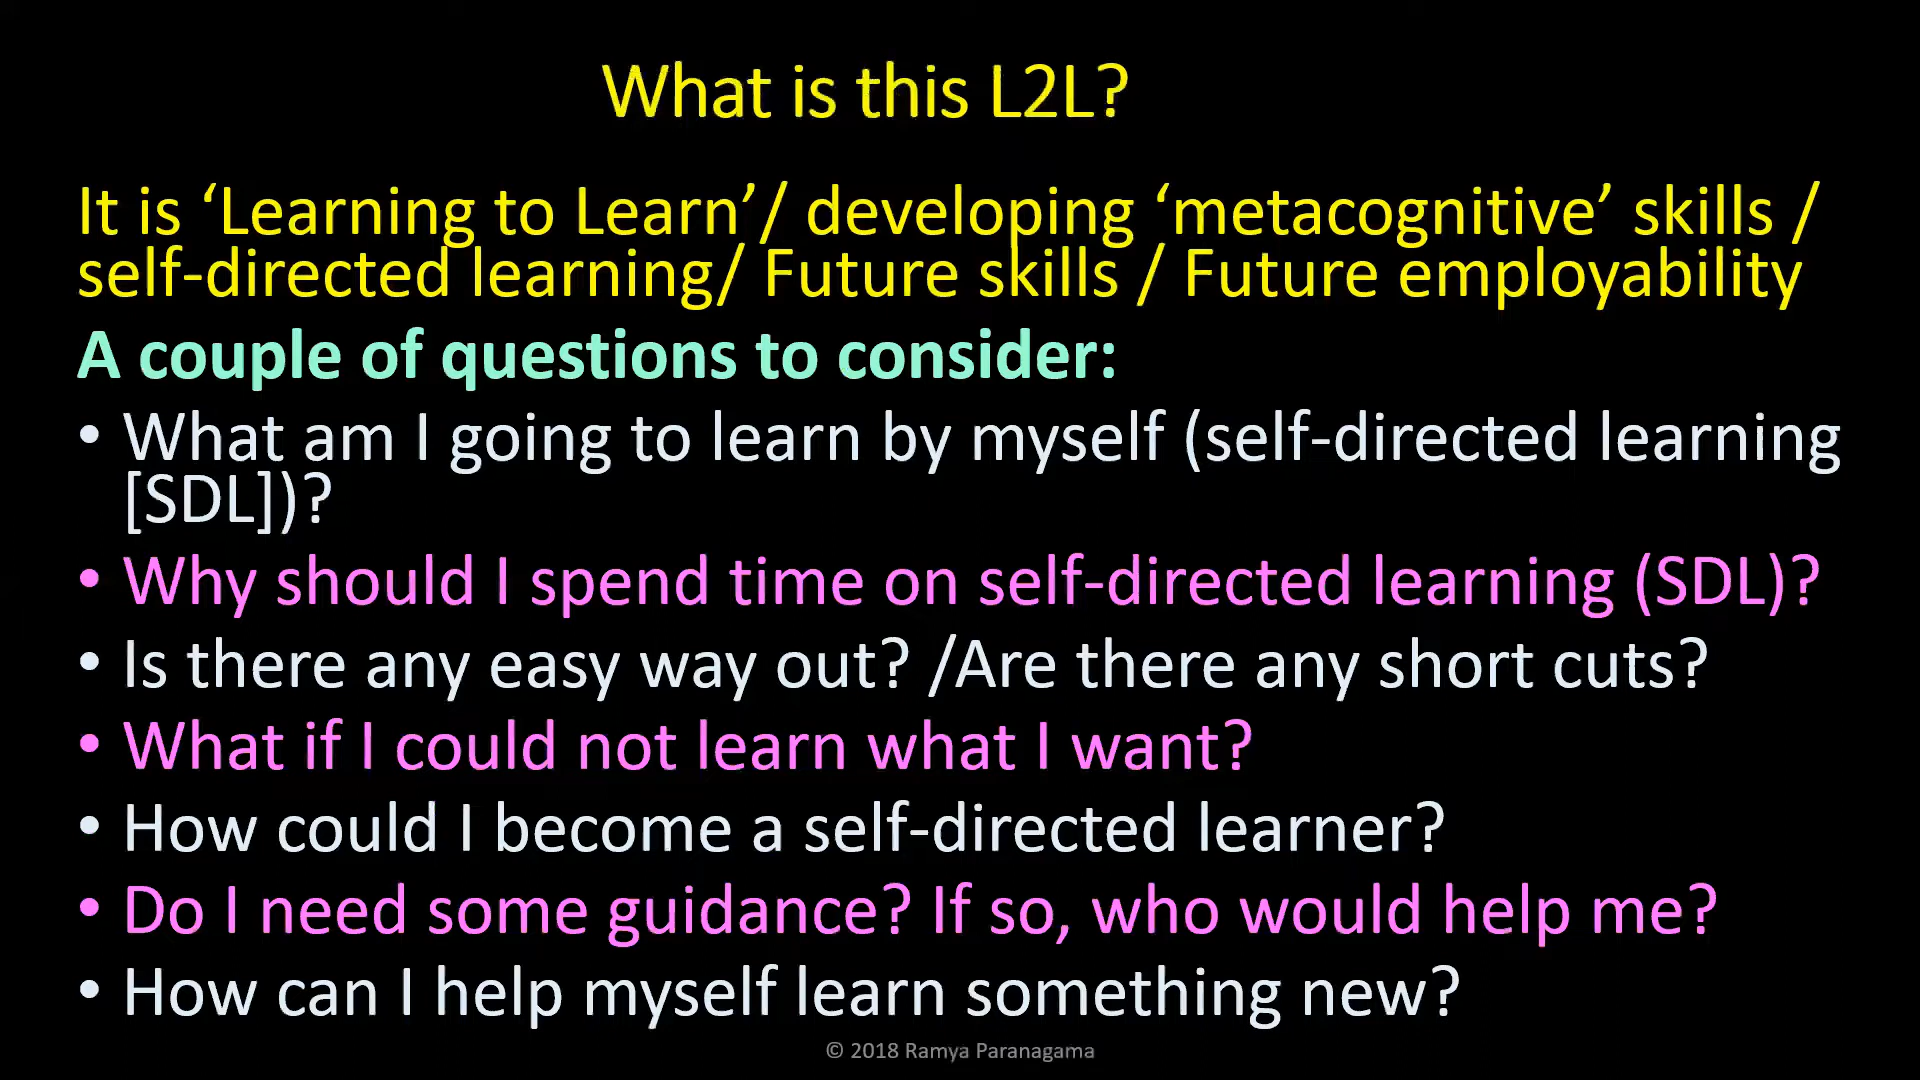 What is this L2L?
It is ‘Learning to Learn’/ developing ‘metacognitive’ skills /
self-directed learning/ Future skills / Future employability
A couple of questions to consider:
• What am I going to learn by myself (self-directed learning
[SDL])?
• Why should I spend time on self-directed learning (SDL)?
• Is there any easy way out? /Are there any short cuts?
• What if I could not learn what I want?
• How could I become a self-directed learner?
• Do I need some guidance? If so, who would help me?
• How can I help myself learn something new?
© 2018 Ramya Paranagama